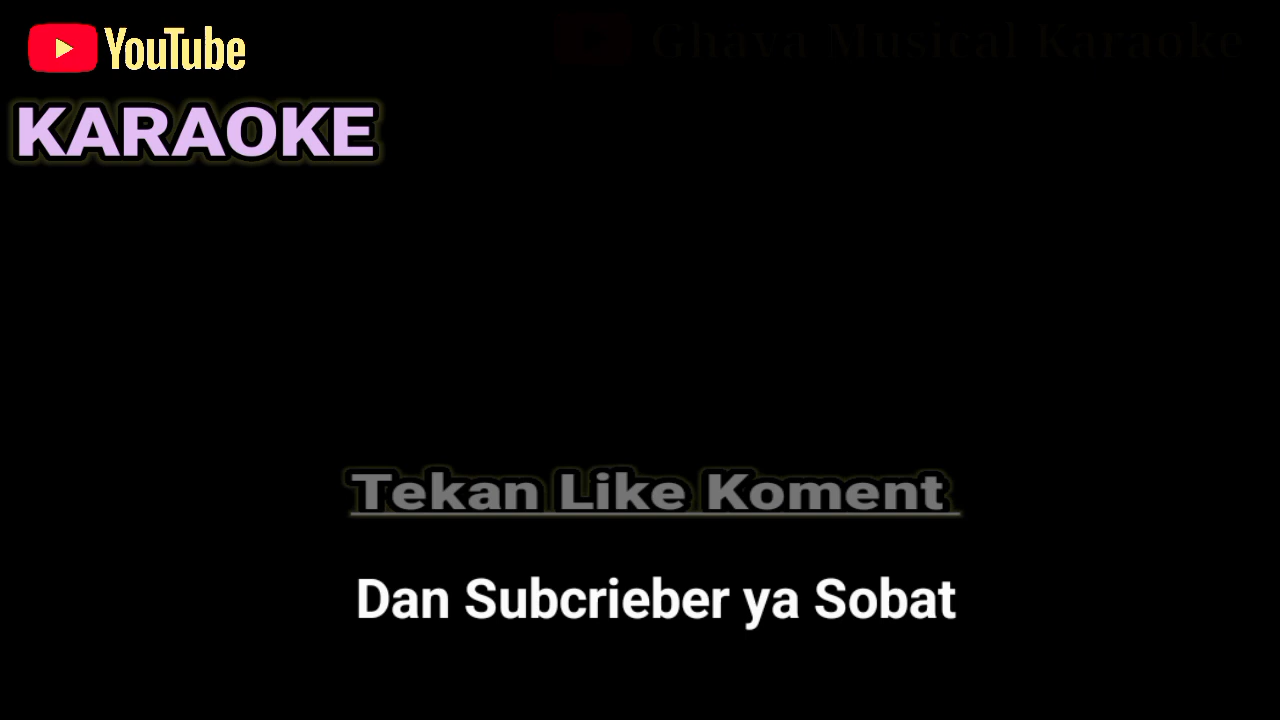 YouTube
Ghava Musical Karaoke
KARAOKE
Tekan Like Koment
Dan Subcrieber ya Sobat